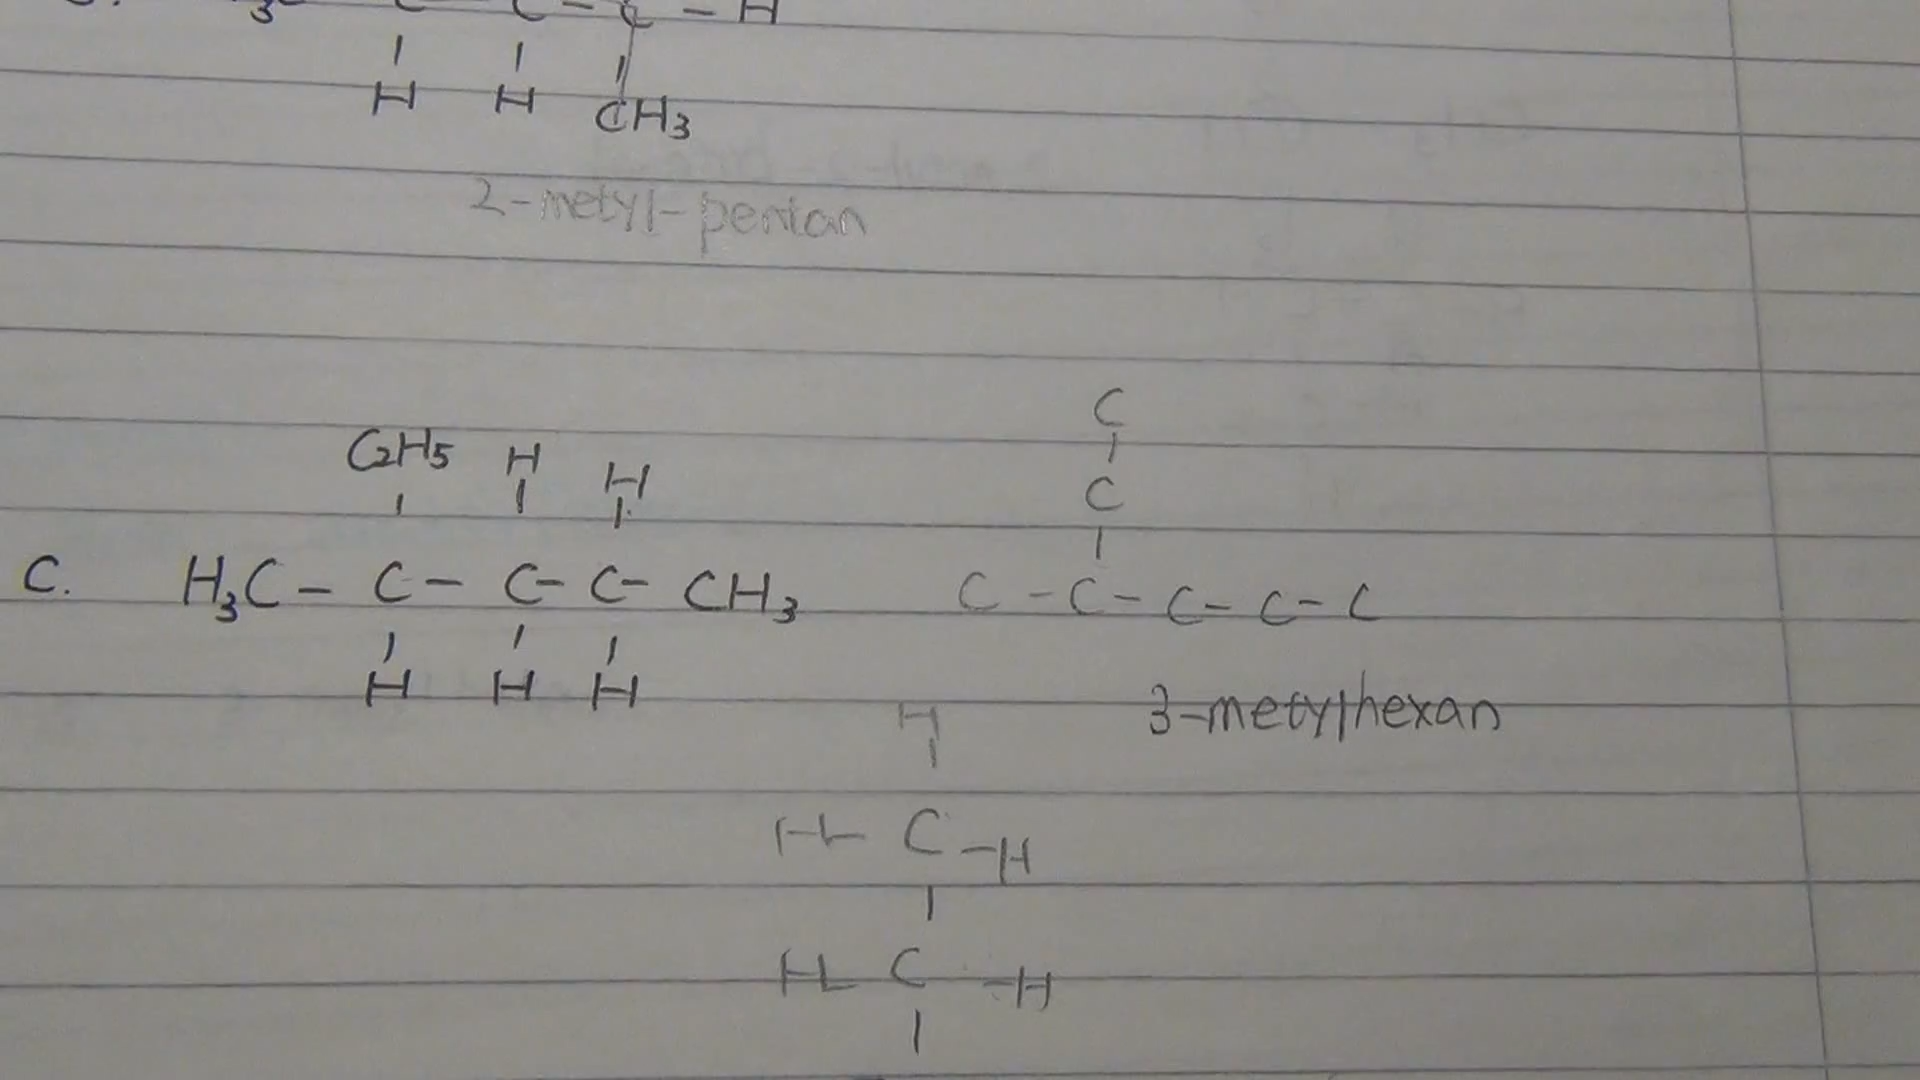 C - C - C - H
H H CH3
2-metyl-pentan
C
C2H5 H H
C
C. H3C - C - C - C - CH3 C - C - C - C - C
H H H
3-metylhexan
H
H - C - H
H - C - H